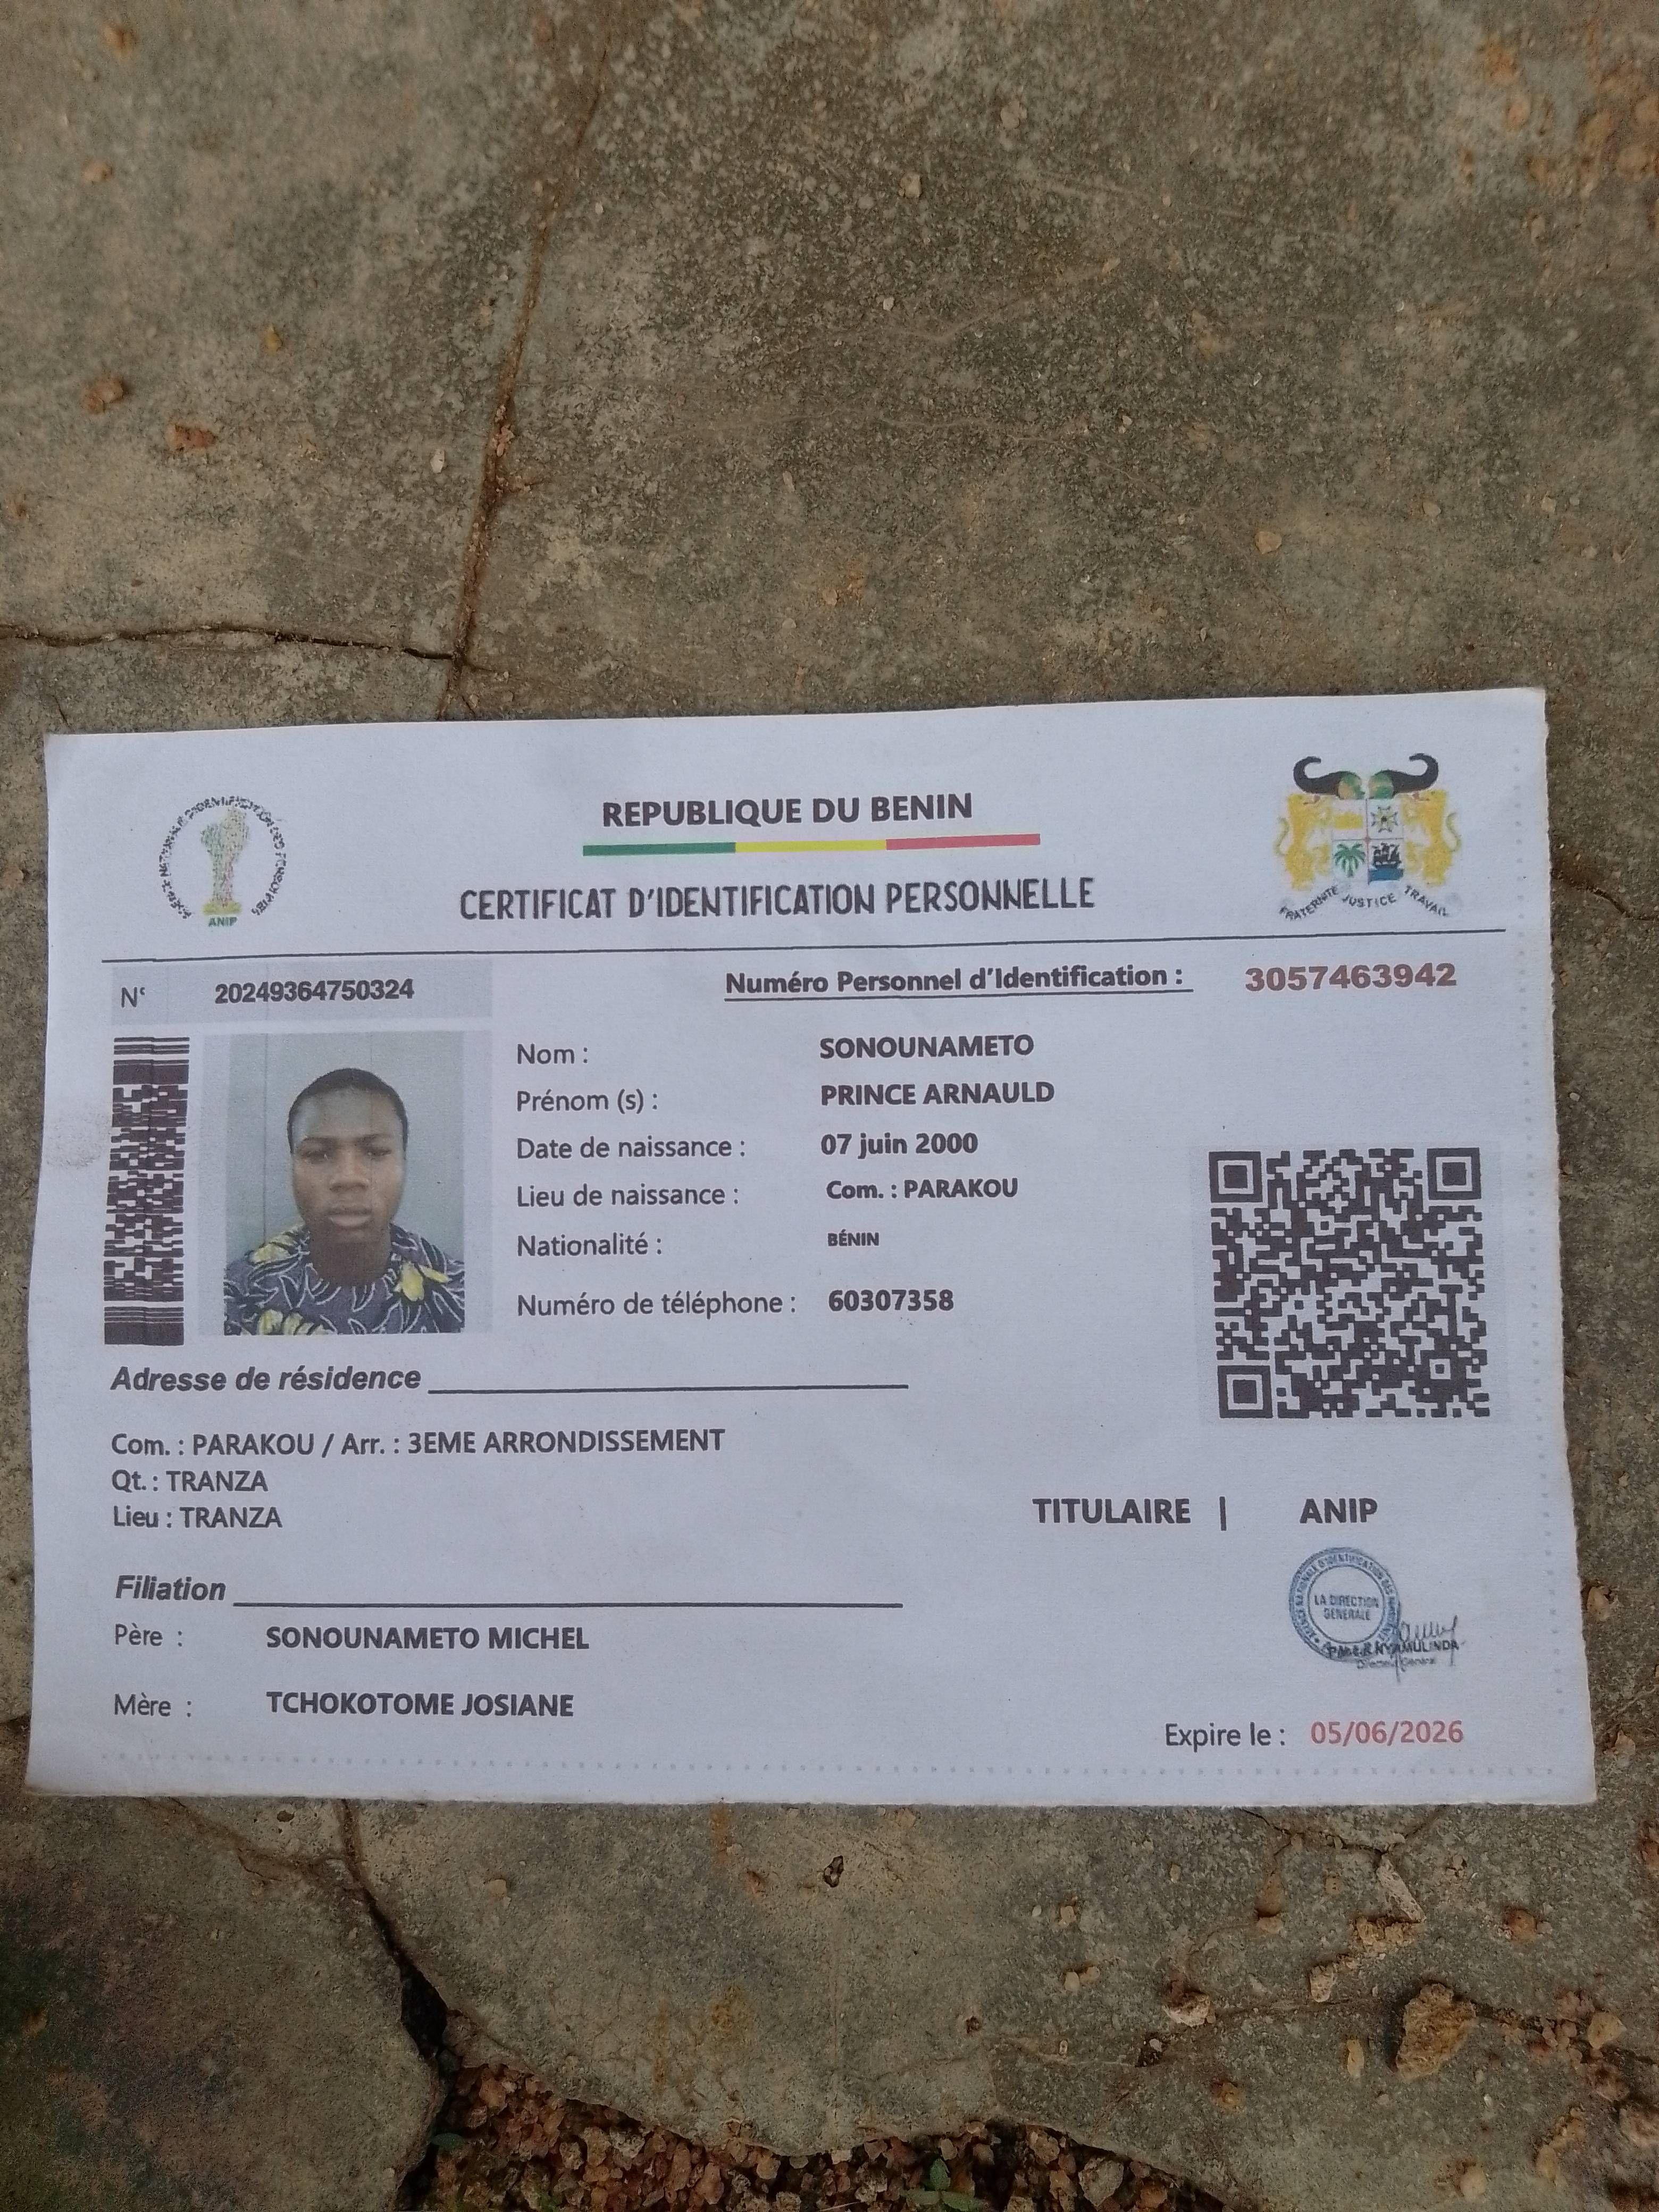 REPUBLIQUE DU BENIN
CERTIFICAT D'IDENTIFICATION PERSONNELLE
ANIP
FRATERNITE JUSTICE TRAVAIL
N° 20249364750324
Numéro Personnel d'Identification : 3057463942
Nom : SONOUNAMETO
Prénom (s) : PRINCE ARNAULD
Date de naissance : 07 juin 2000
Lieu de naissance : Com. : PARAKOU
Nationalité : BÉNIN
Numéro de téléphone : 60307358
Adresse de résidence
Com. : PARAKOU / Arr. : 3EME ARRONDISSEMENT
Qt. : TRANZA
Lieu : TRANZA
TITULAIRE | ANIP
Filiation
Père : SONOUNAMETO MICHEL
Mère : TCHOKOTOME JOSIANE
LA DIRECTION
GENERALE
Directeur Général
Expire le : 05/06/2026